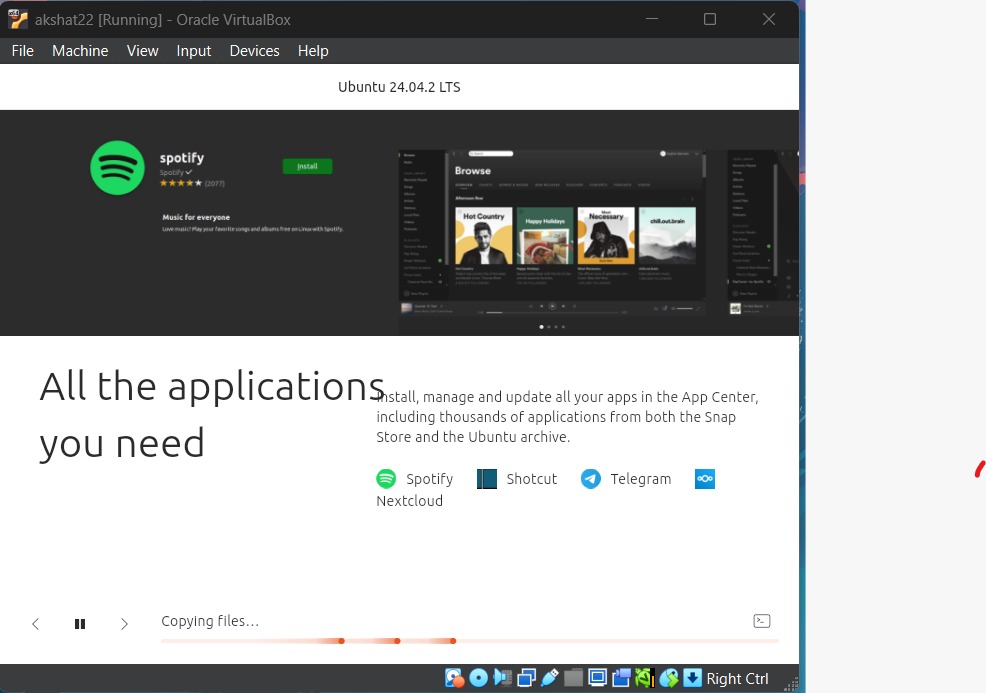 akshat22 [Running] - Oracle VirtualBox
File Machine View Input Devices Help
Ubuntu 24.04.2 LTS
spotify
Spotify
(2077)
Install
Music for everyone
Love music? Play your favorite songs and albums free on Linux with Spotify.
Browse
Hot Country
Happy Holidays
Most Necessary
chill.out.brain
All the applications
you need
Install, manage and update all your apps in the App Center,
including thousands of applications from both the Snap
Store and the Ubuntu archive.
Spotify Shotcut Telegram
Nextcloud
Copying files...
Right Ctrl